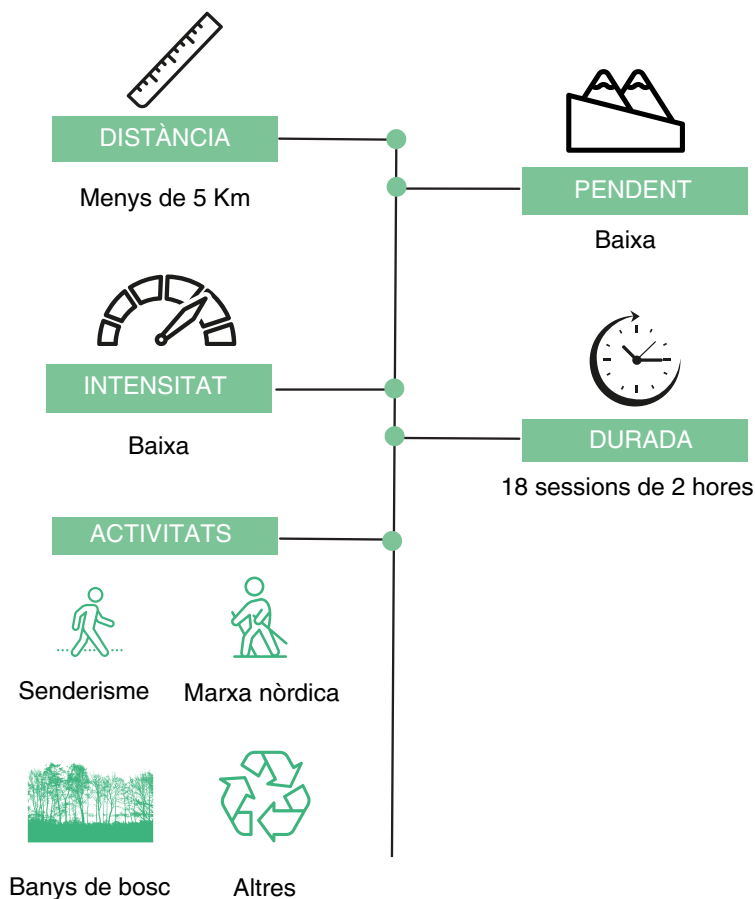 DISTÀNCIA
Menys de 5 Km
PENDENT
Baixa
INTENSITAT
Baixa
DURADA
18 sessions de 2 hores
ACTIVITATS
Senderisme
Marxa nòrdica
Banys de bosc
Altres